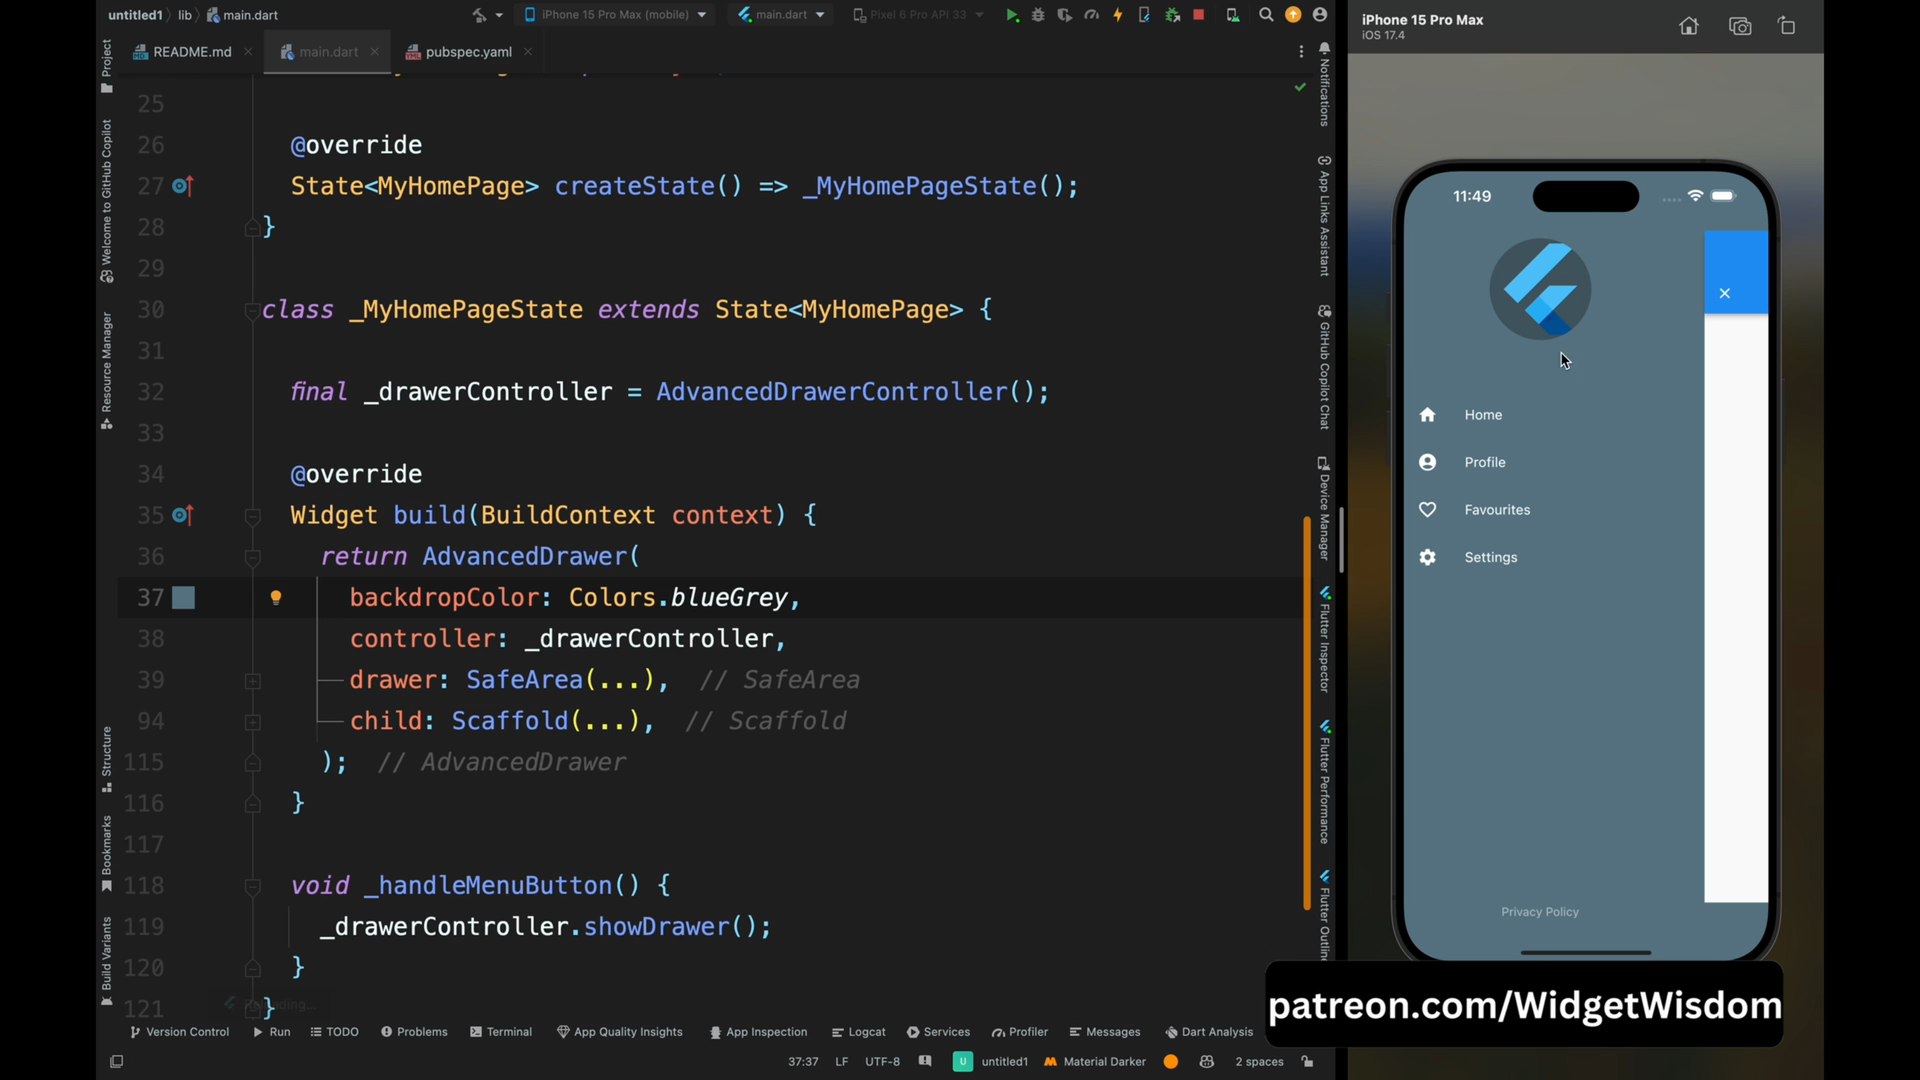 untitled1 lib main.dart
iPhone 15 Pro Max (mobile)
main.dart
Pixel 6 Pro API 33
README.md
main.dart
pubspec.yaml
Project
Welcome to GitHub Copilot
Resource Manager
Structure
Bookmarks
Build Variants
25
26 @override
27 State<MyHomePage> createState() => _MyHomePageState();
28 }
29
30 class _MyHomePageState extends State<MyHomePage> {
31
32 final _drawerController = AdvancedDrawerController();
33
34 @override
35 Widget build(BuildContext context) {
36 return AdvancedDrawer(
37 backdropColor: Colors.blueGrey,
38 controller: _drawerController,
39 drawer: SafeArea(...), // SafeArea
94 child: Scaffold(...), // Scaffold
115 ); // AdvancedDrawer
116 }
117
118 void _handleMenuButton() {
119 _drawerController.showDrawer();
120 }
121 }
Notifications
App Links Assistant
GitHub Copilot Chat
Device Manager
Flutter Inspector
Flutter Performance
Flutter Outline
Version Control
Run
TODO
Problems
Terminal
App Quality Insights
App Inspection
Logcat
Services
Profiler
Messages
Dart Analysis
37:37
LF
UTF-8
U
untitled1
Material Darker
2 spaces
iPhone 15 Pro Max
iOS 17.4
11:49
Home
Profile
Favourites
Settings
Privacy Policy
patreon.com/WidgetWisdom